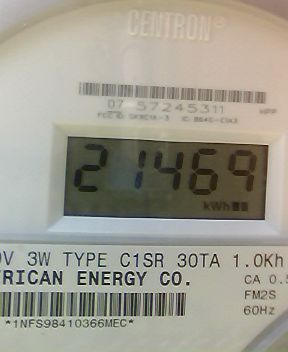 CENTRON®
07 57245311
21469
kWh
V 3W TYPE C1SR 30TA 1.0Kh
RICAN ENERGY CO.
CA 0.5
FM2S
60Hz
*1NFS98410366MEC*